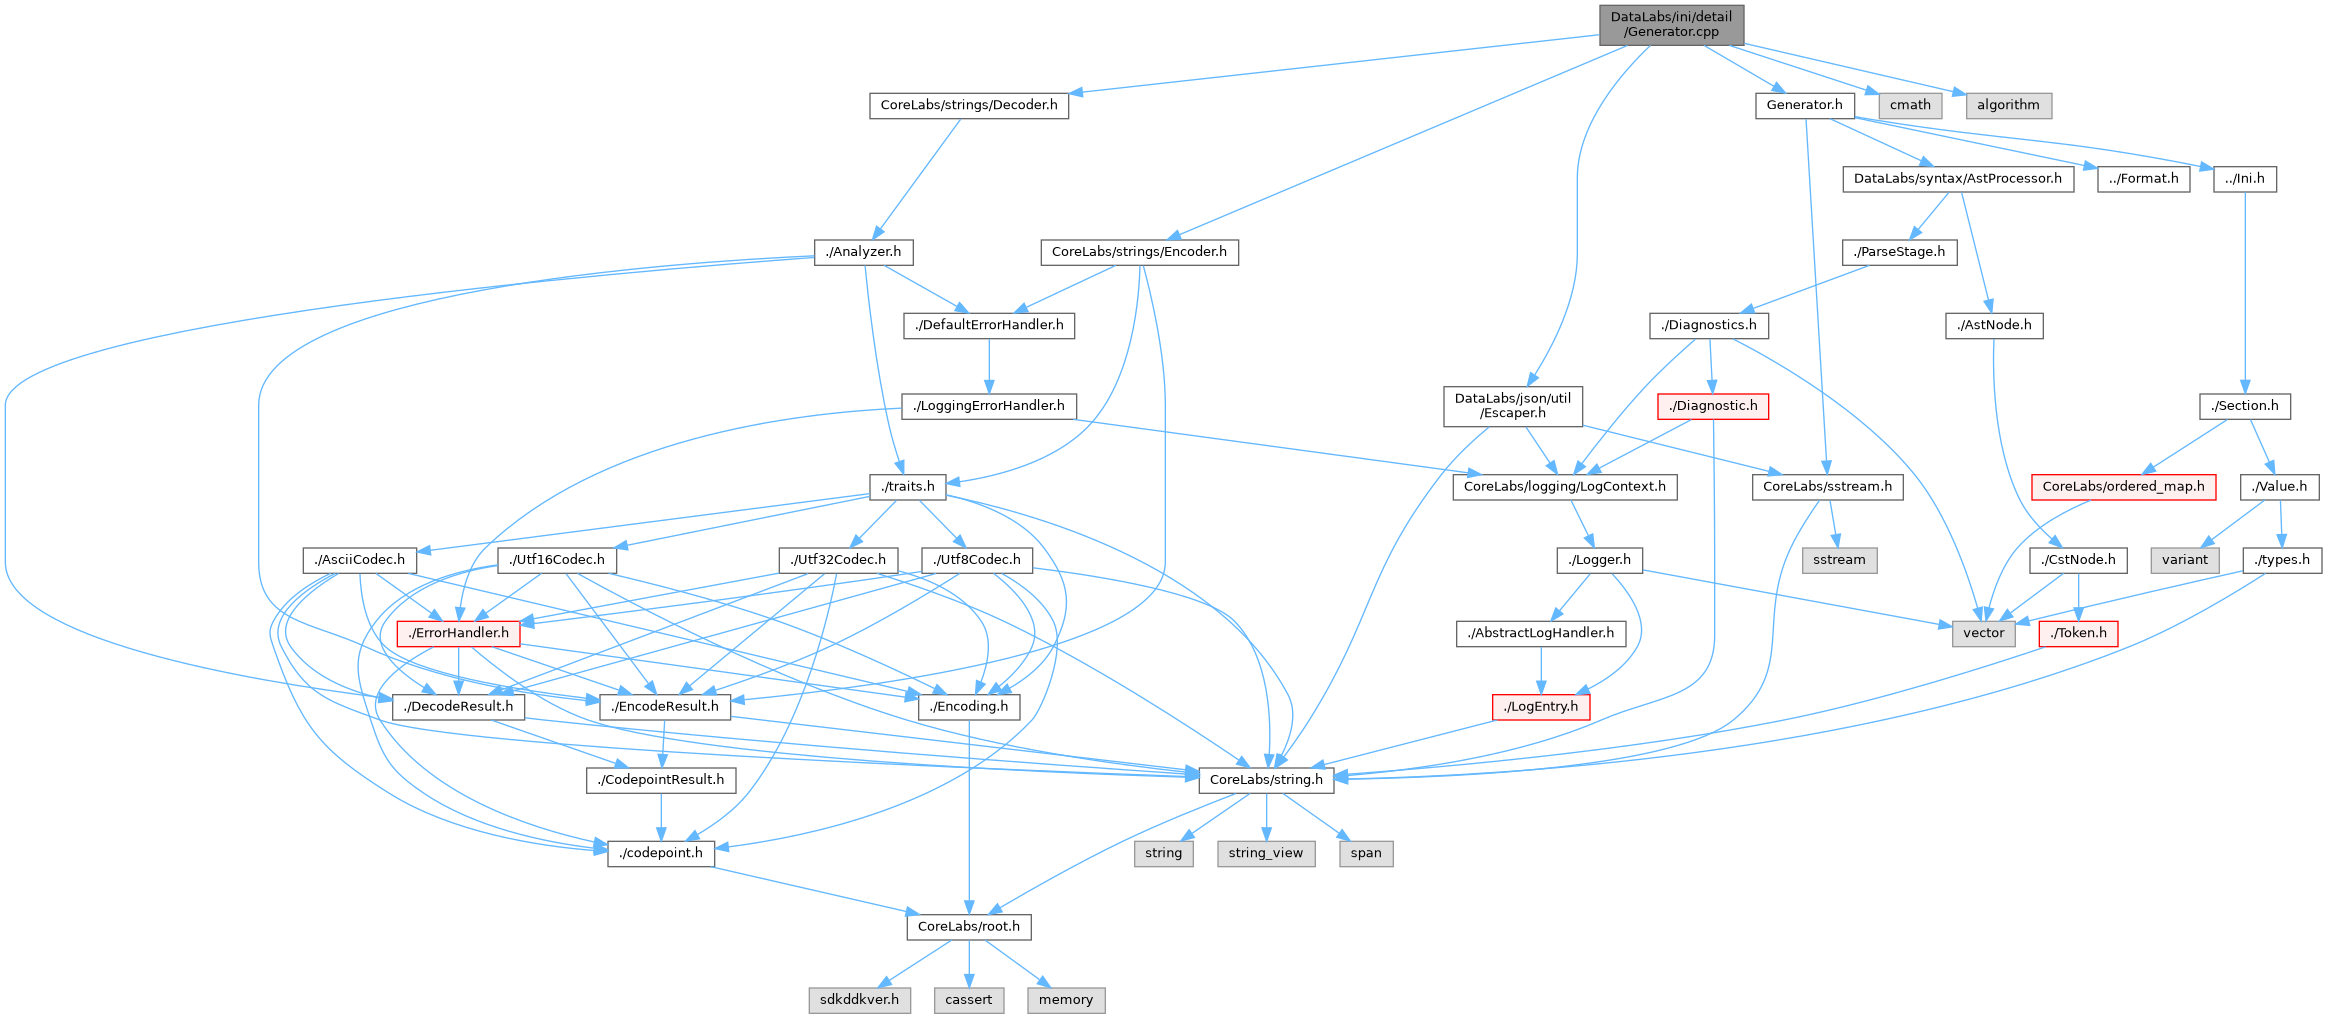 DataLabs/ini/detail
/Generator.cpp
CoreLabs/strings/Decoder.h
Generator.h
cmath
algorithm
DataLabs/syntax/AstProcessor.h
../Format.h
../Ini.h
./Analyzer.h
CoreLabs/strings/Encoder.h
./ParseStage.h
./DefaultErrorHandler.h
./Diagnostics.h
./AstNode.h
./LoggingErrorHandler.h
DataLabs/json/util
/Escaper.h
./Diagnostic.h
./Section.h
./traits.h
CoreLabs/logging/LogContext.h
CoreLabs/sstream.h
CoreLabs/ordered_map.h
./Value.h
./AsciiCodec.h
./Utf16Codec.h
./Utf32Codec.h
./Utf8Codec.h
./Logger.h
sstream
./CstNode.h
variant
./types.h
./ErrorHandler.h
./AbstractLogHandler.h
vector
./Token.h
./DecodeResult.h
./EncodeResult.h
./Encoding.h
./LogEntry.h
./CodepointResult.h
CoreLabs/string.h
./codepoint.h
string
string_view
span
CoreLabs/root.h
sdkddkver.h
cassert
memory